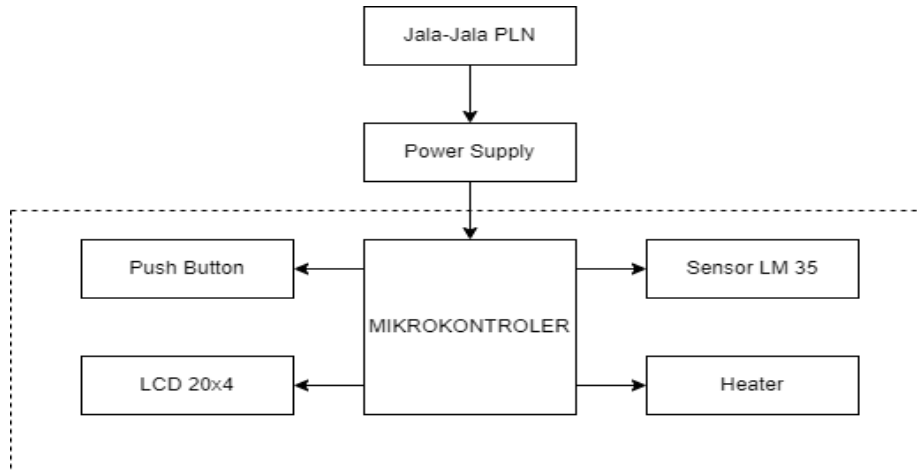 Jala-Jala PLN
Power Supply
Push Button
MIKROKONTROLER
Sensor LM 35
LCD 20x4
Heater